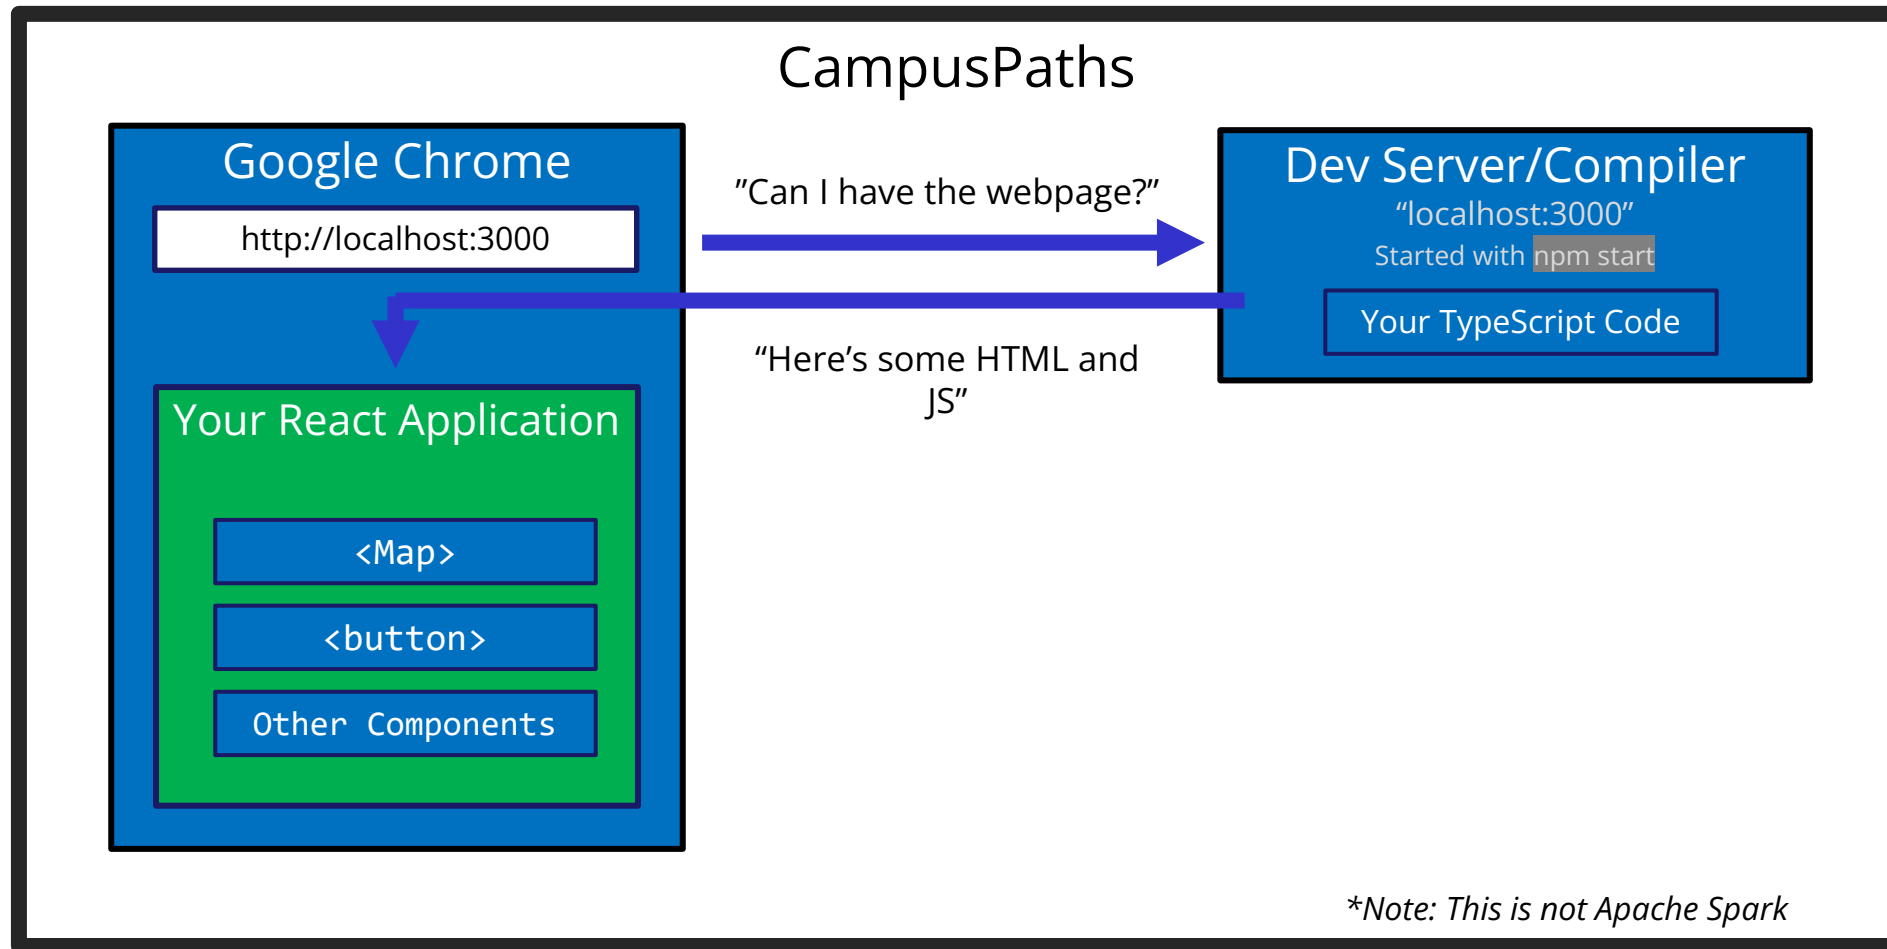 CampusPaths
Google Chrome
http://localhost:3000
”Can I have the webpage?”
Dev Server/Compiler
“localhost:3000”
Started with npm start
Your TypeScript Code
“Here’s some HTML and
JS”
Your React Application
<Map>
<button>
Other Components
*Note: This is not Apache Spark